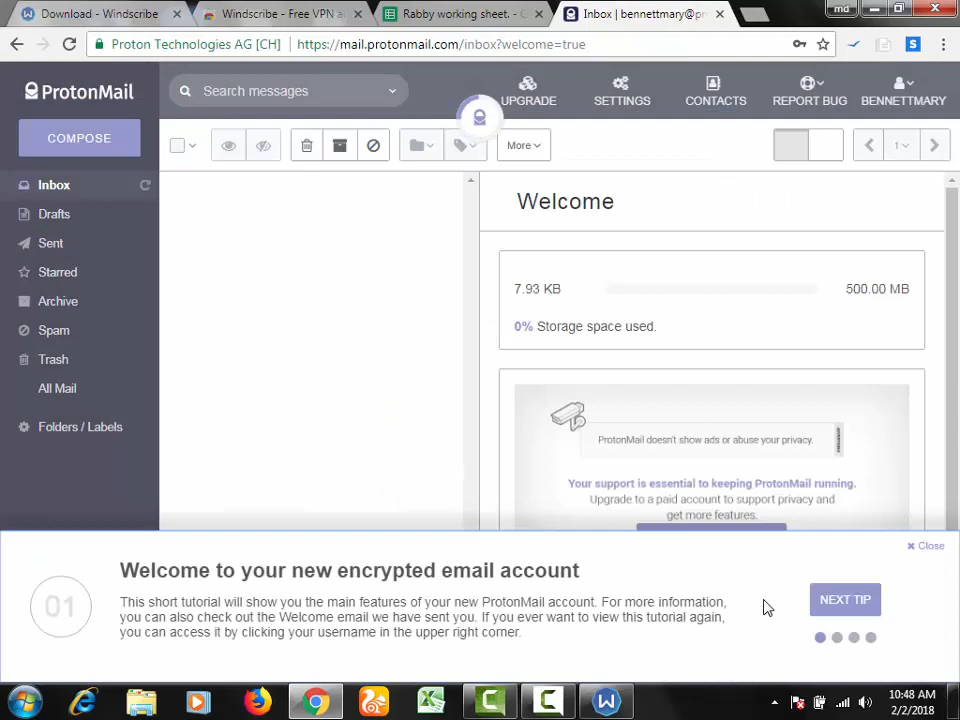 Download - Windscribe
Windscribe - Free VPN a
Rabby working sheet. - G
Inbox | bennettmary@pr
md
Proton Technologies AG [CH]
https://mail.protonmail.com/inbox?welcome=true
ProtonMail
Search messages
UPGRADE
SETTINGS
CONTACTS
REPORT BUG
BENNETTMARY
COMPOSE
More
1
Inbox
Drafts
Sent
Starred
Archive
Spam
Trash
All Mail
Folders / Labels
Welcome
7.93 KB
500.00 MB
0% Storage space used.
ProtonMail doesn't show ads or abuse your privacy.
Your support is essential to keeping ProtonMail running.
Upgrade to a paid account to support privacy and
get more features.
Close
01
Welcome to your new encrypted email account
This short tutorial will show you the main features of your new ProtonMail account. For more information,
you can also check out the Welcome email we have sent you. If you ever want to view this tutorial again,
you can access it by clicking your username in the upper right corner.
NEXT TIP
10:48 AM
2/2/2018